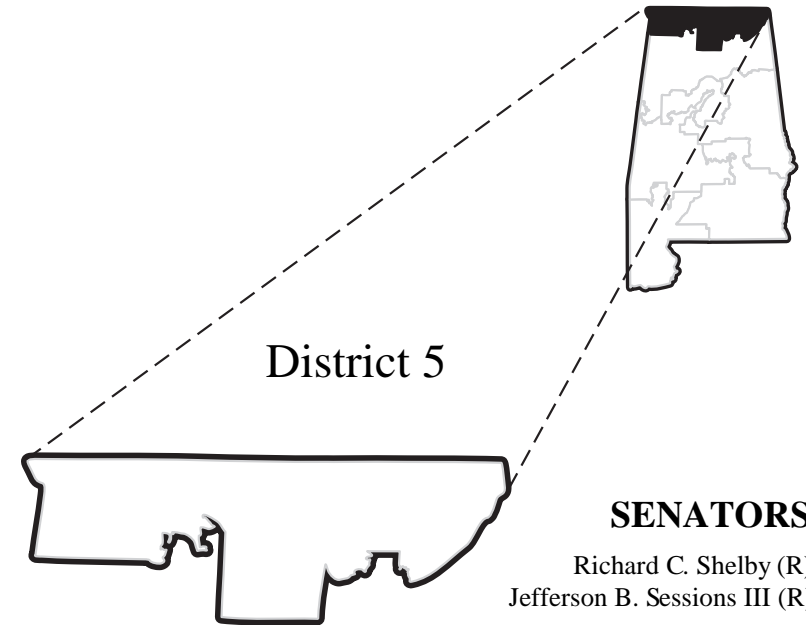 District 5
SENATORS
Richard C. Shelby (R)
Jefferson B. Sessions III (R)